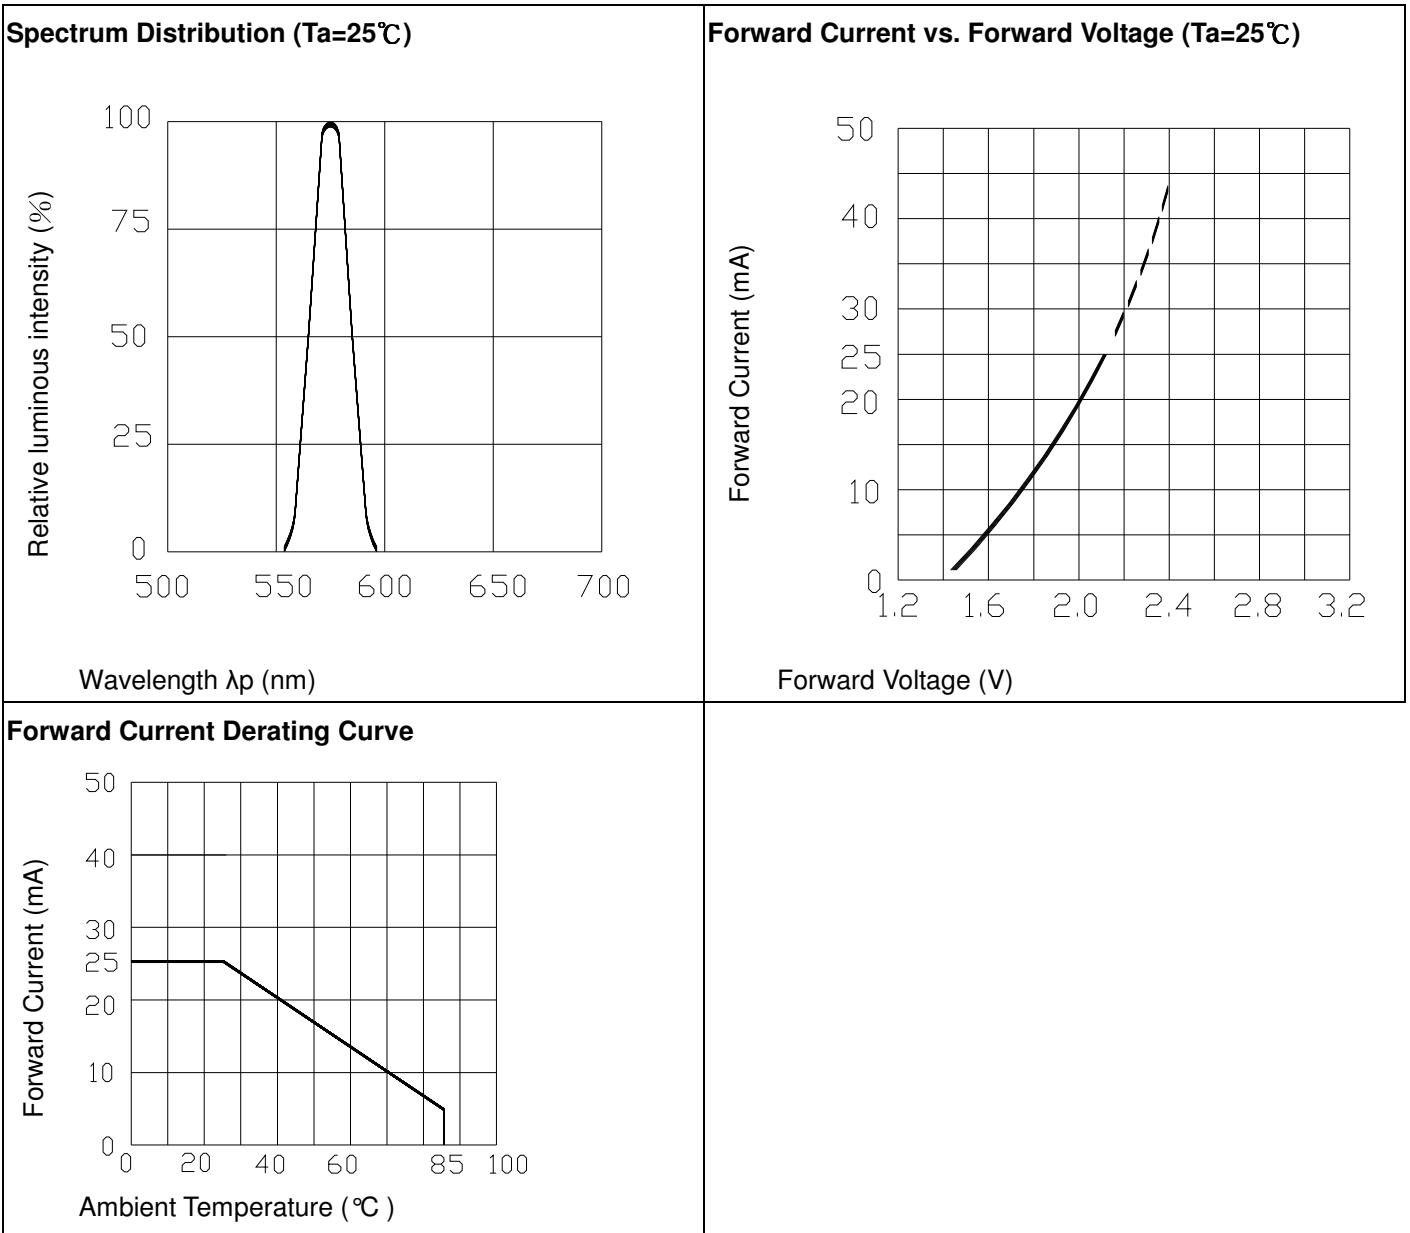 Spectrum Distribution (Ta=25℃)
100
75
50
25
0
500 550 600 650 700
Relative luminous intensity (%)
Wavelength λp (nm)
Forward Current vs. Forward Voltage (Ta=25℃)
50
40
30
25
20
10
0
1.2 1.6 2.0 2.4 2.8 3.2
Forward Current (mA)
Forward Voltage (V)
Forward Current Derating Curve
50
40
30
25
20
10
0
0 20 40 60 85 100
Forward Current (mA)
Ambient Temperature (℃ )